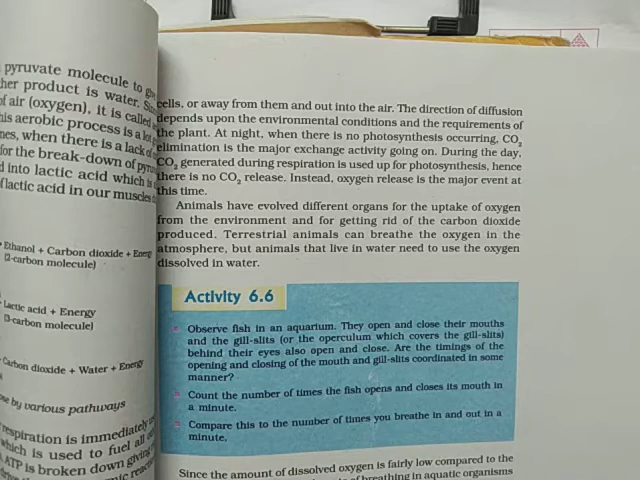 pyruvate molecule to
her product is water.
of air (oxygen), it is called
his aerobic process is a lot
nes, when there is a lack of
for the break-down of
d into lactic acid which is
f lactic acid in our muscles
Ethanol + Carbon dioxide + Energy
(2-carbon molecule)
Lactic acid + Energy
(3-carbon molecule)
Carbon dioxide + Water + Energy
by various pathways
respiration is immediately
which is used to fuel all
ATP is broken down giving
cells, or away from them and out into the air. The direction of diffusion
depends upon the environmental conditions and the requirements of
the plant. At night, when there is no photosynthesis occurring, CO₂
elimination is the major exchange activity going on. During the day,
CO₂ generated during respiration is used up for photosynthesis, hence
there is no CO₂ release. Instead, oxygen release is the major event at
this time.
Animals have evolved different organs for the uptake of oxygen
from the environment and for getting rid of the carbon dioxide
produced. Terrestrial animals can breathe the oxygen in the
atmosphere, but animals that live in water need to use the oxygen
dissolved in water.
Activity 6.6
Observe fish in an aquarium. They open and close their mouths
and the gill-slits (or the operculum which covers the gill-slits)
behind their eyes also open and close. Are the timings of the
opening and closing of the mouth and gill-slits coordinated in some
manner?
Count the number of times the fish opens and closes its mouth in
a minute.
Compare this to the number of times you breathe in and out in a
minute.
Since the amount of dissolved oxygen is fairly low compared to the
of breathing in aquatic organisms